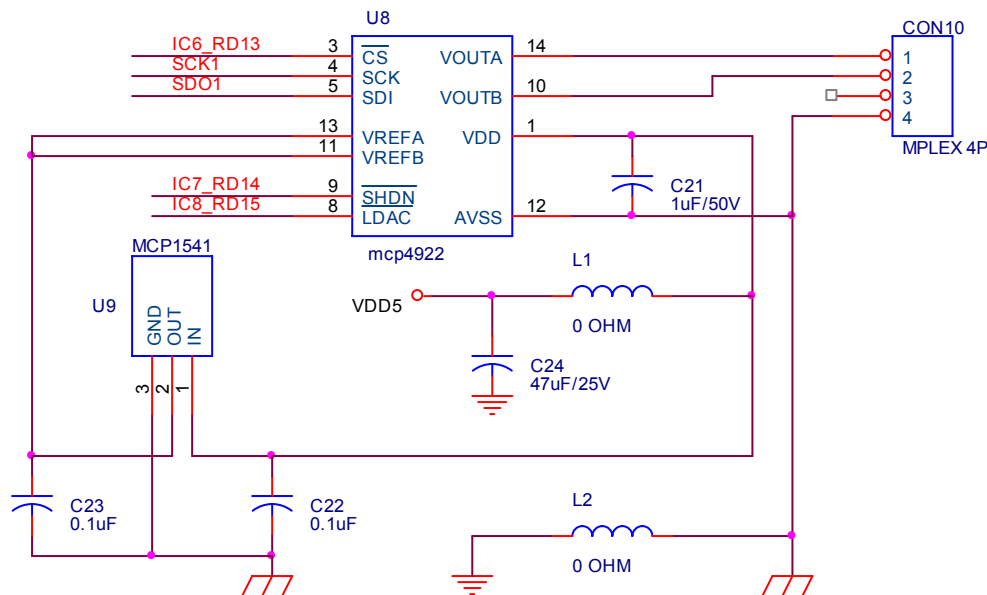 U8
CON10
IC6_RD13 3 CS VOUTA 14 1
SCK1 4 SCK 2
SDO1 5 SDI VOUTB 10 3
4
13 VREFA VDD 1
11 VREFB
MPLEX 4P
IC7_RD14 9 SHDN
IC8_RD15 8 LDAC AVSS 12
C21
1uF/50V
mcp4922
MCP1541
U9
GND
OUT
IN
3
2
1
L1
VDD5
0 OHM
C24
47uF/25V
C23
0.1uF
C22
0.1uF
L2
0 OHM